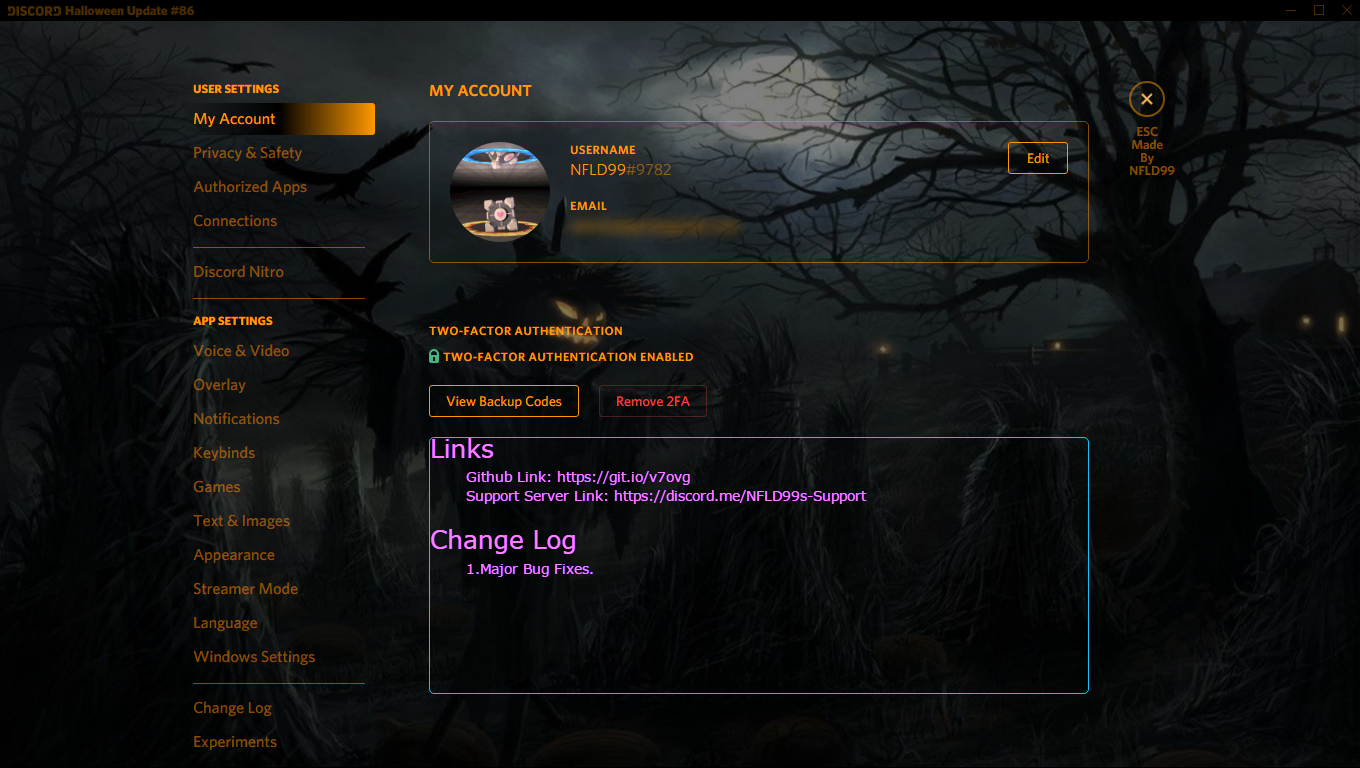 DISCORD Halloween Update #86
USER SETTINGS
My Account
Privacy & Safety
Authorized Apps
Connections
Discord Nitro
APP SETTINGS
Voice & Video
Overlay
Notifications
Keybinds
Games
Text & Images
Appearance
Streamer Mode
Language
Windows Settings
Change Log
Experiments
MY ACCOUNT
USERNAME
NFLD99#9782
Edit
EMAIL
TWO-FACTOR AUTHENTICATION
TWO-FACTOR AUTHENTICATION ENABLED
View Backup Codes
Remove 2FA
Links
Github Link: https://git.io/v7ovg
Support Server Link: https://discord.me/NFLD99s-Support
Change Log
1.Major Bug Fixes.
ESC
Made
By
NFLD99